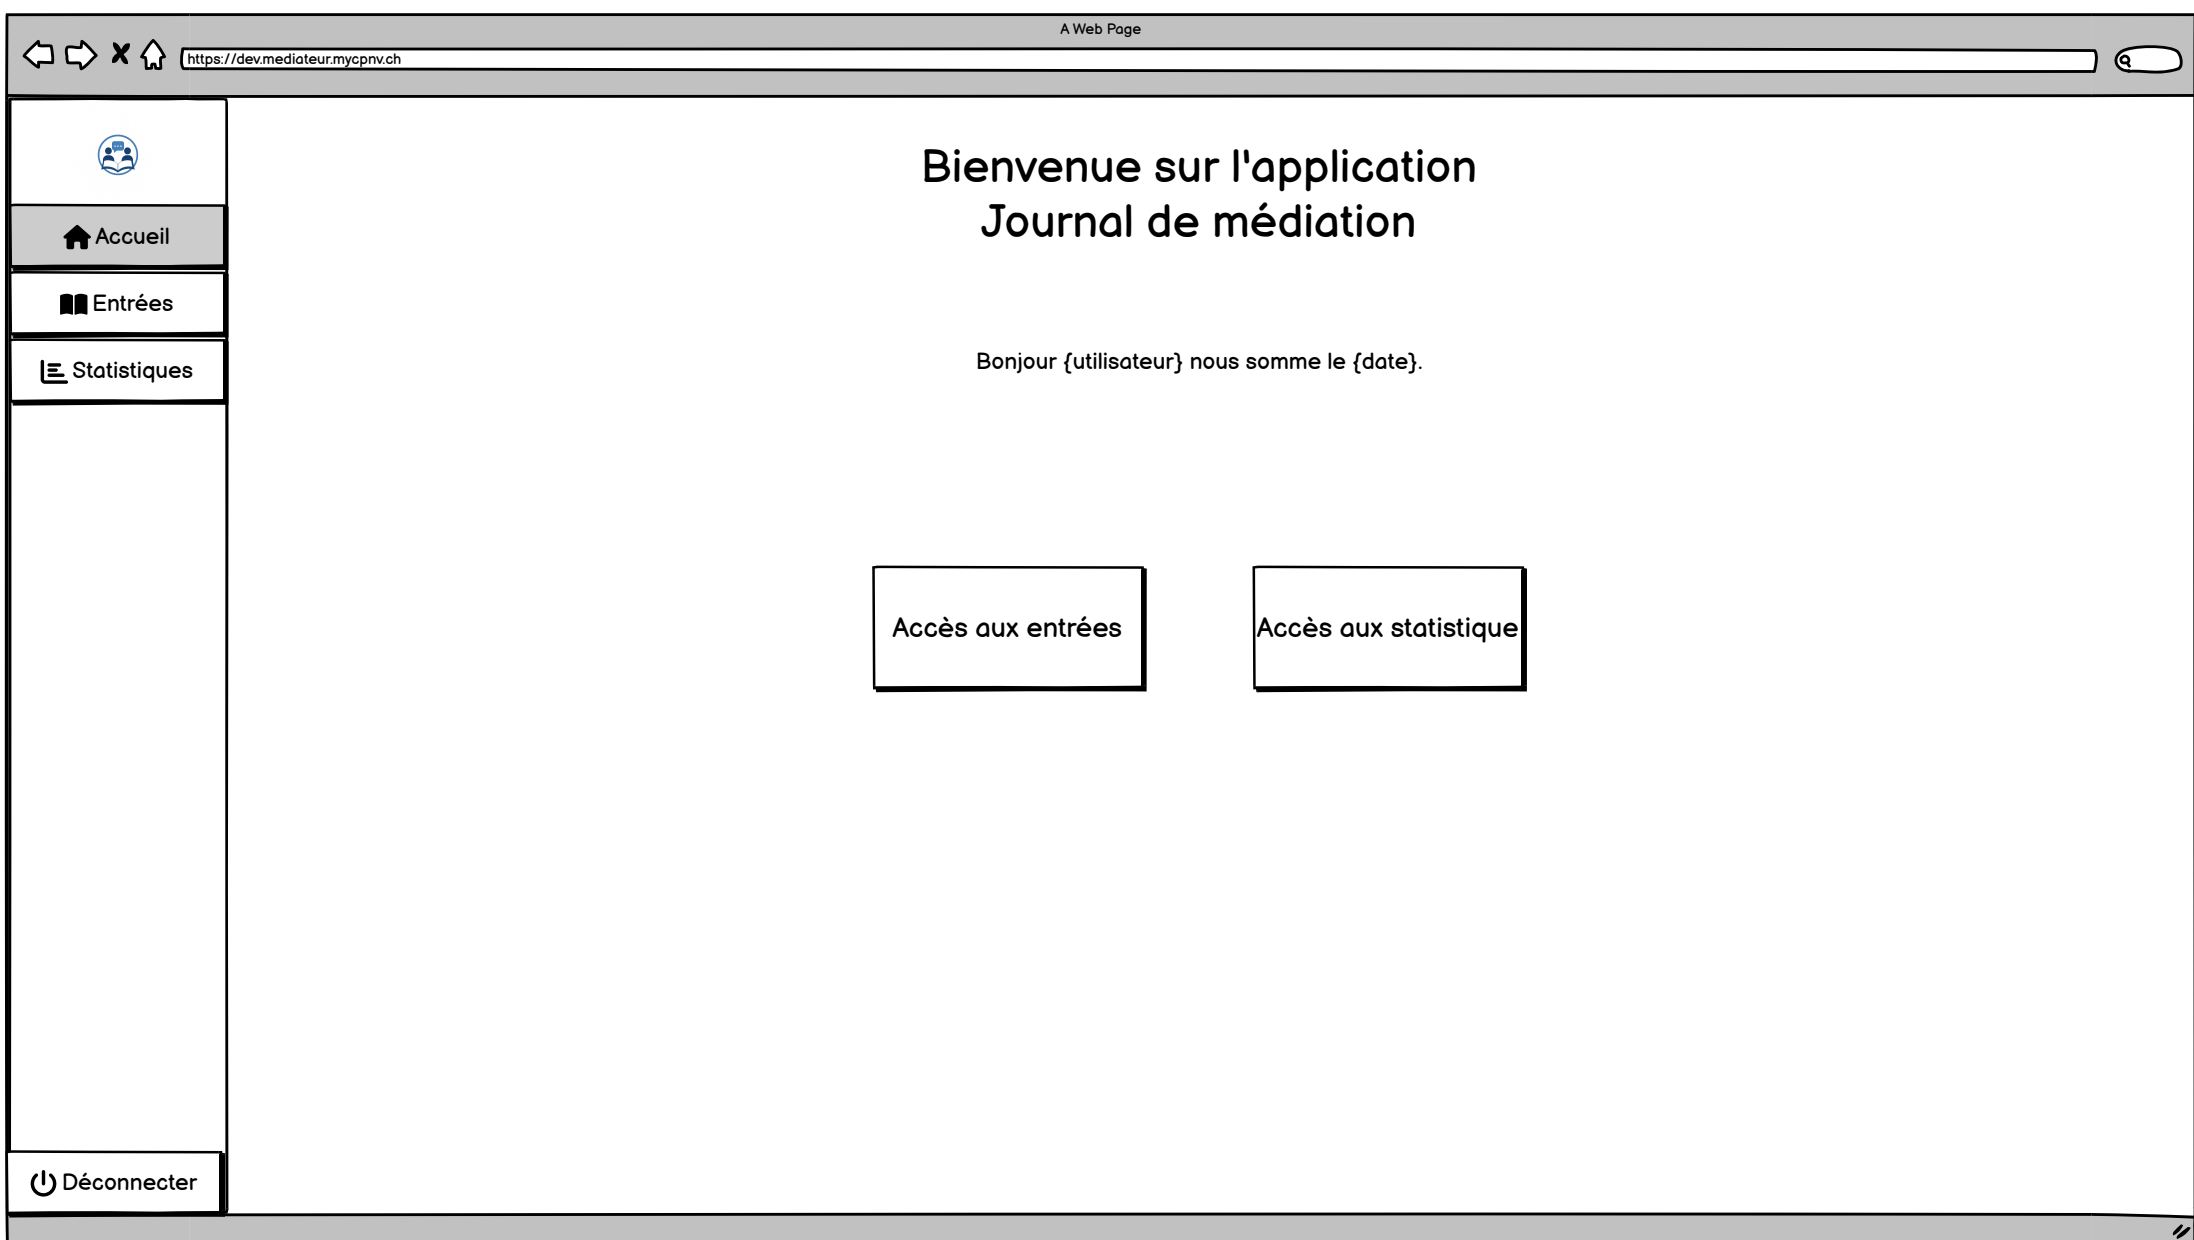 A Web Page
https://dev.mediateur.mycpnv.ch
Bienvenue sur l'application
Journal de médiation
Accueil
Entrées
Statistiques
Bonjour {utilisateur} nous somme le {date}.
Accès aux entrées
Accès aux statistique
Déconnecter